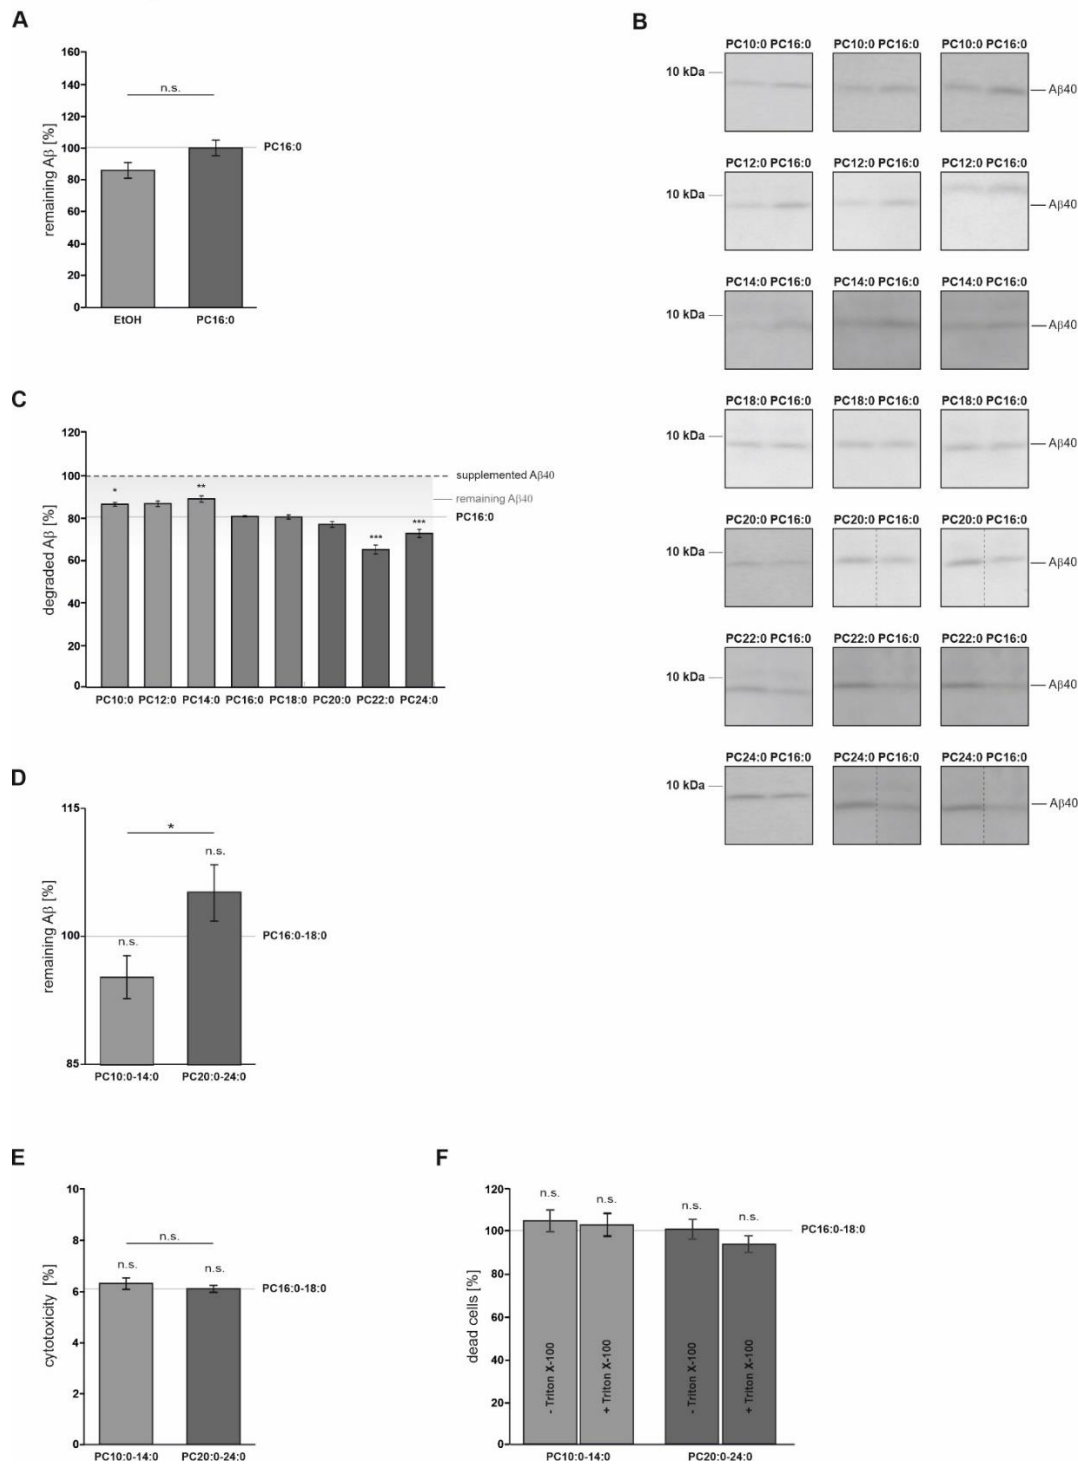 A
160
140
120
100
80
60
40
20
0
remaining Aβ [%]
n.s.
PC16:0
EtOH PC16:0
B
PC10:0 PC16:0 PC10:0 PC16:0 PC10:0 PC16:0
10 kDa
Aβ40
PC12:0 PC16:0 PC12:0 PC16:0 PC12:0 PC16:0
10 kDa
Aβ40
PC14:0 PC16:0 PC14:0 PC16:0 PC14:0 PC16:0
10 kDa
Aβ40
PC18:0 PC16:0 PC18:0 PC16:0 PC18:0 PC16:0
10 kDa
Aβ40
PC20:0 PC16:0 PC20:0 PC16:0 PC20:0 PC16:0
10 kDa
Aβ40
PC22:0 PC16:0 PC22:0 PC16:0 PC22:0 PC16:0
10 kDa
Aβ40
PC24:0 PC16:0 PC24:0 PC16:0 PC24:0 PC16:0
10 kDa
Aβ40
C
120
100
80
60
40
20
0
degraded Aβ [%]
* ** *** ***
supplemented Aβ40
remaining Aβ40
PC16:0
PC10:0 PC12:0 PC14:0 PC16:0 PC18:0 PC20:0 PC22:0 PC24:0
D
115
100
85
remaining Aβ [%]
*
n.s.
n.s.
PC16:0-18:0
PC10:0-14:0 PC20:0-24:0
E
10
8
6
4
2
0
cytotoxicity [%]
n.s.
n.s. n.s.
PC16:0-18:0
PC10:0-14:0 PC20:0-24:0
F
120
100
80
60
40
20
0
dead cells [%]
n.s. n.s. n.s. n.s.
PC16:0-18:0
- Triton X-100
+ Triton X-100
- Triton X-100
+ Triton X-100
PC10:0-14:0 PC20:0-24:0